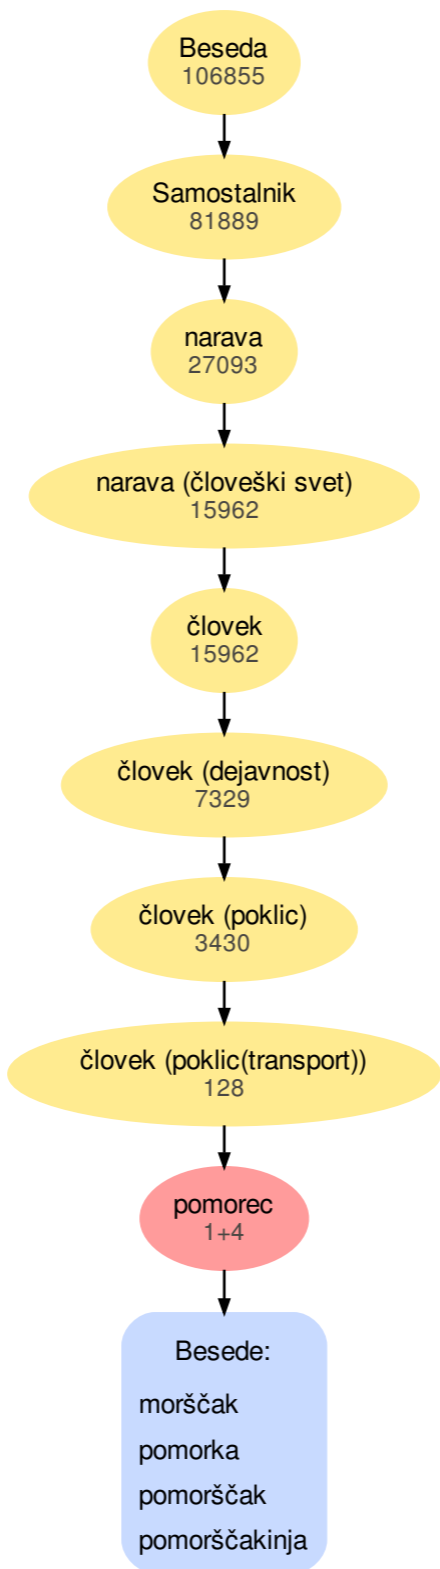 Beseda
106855
Samostalnik
81889
narava
27093
narava (človeški svet)
15962
človek
15962
človek (dejavnost)
7329
človek (poklic)
3430
človek (poklic(transport))
128
pomorec
1+4
Besede:
morščak
pomorka
pomorščak
pomorščakinja